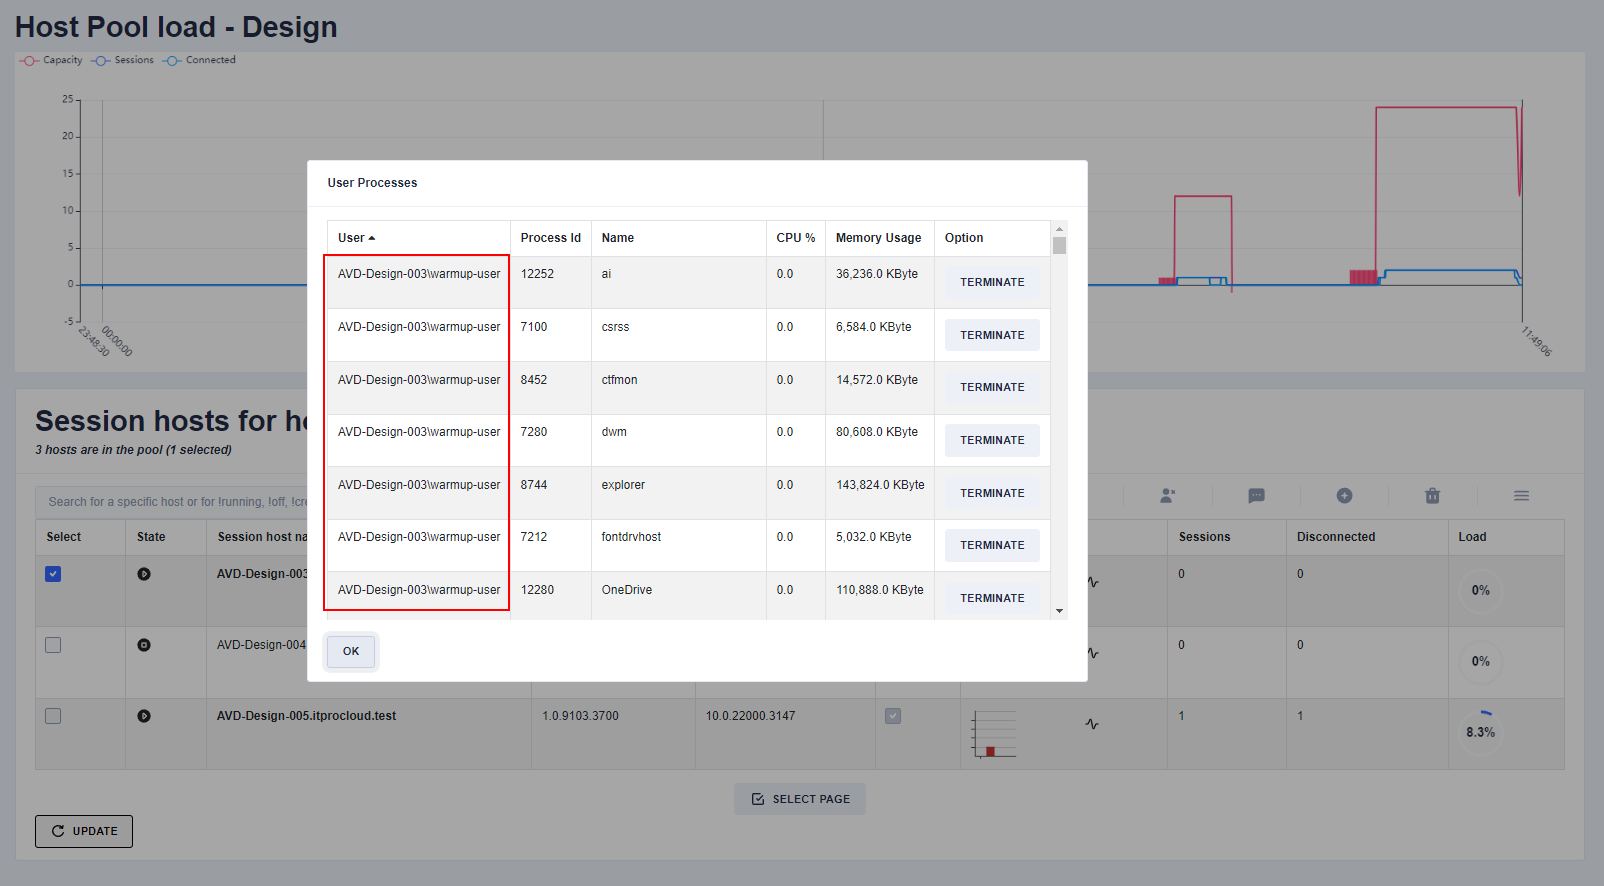 Host Pool load - Design
Capacity Sessions Connected
25
20
15
10
5
0
-5
23:48:30 00:00:00 11:49:06
User Processes
User Process Id Name CPU % Memory Usage Option
AVD-Design-003\warmup-user 12252 ai 0.0 36,236.0 KByte TERMINATE
AVD-Design-003\warmup-user 7100 csrss 0.0 6,584.0 KByte TERMINATE
AVD-Design-003\warmup-user 8452 ctfmon 0.0 14,572.0 KByte TERMINATE
AVD-Design-003\warmup-user 7280 dwm 0.0 80,608.0 KByte TERMINATE
AVD-Design-003\warmup-user 8744 explorer 0.0 143,824.0 KByte TERMINATE
AVD-Design-003\warmup-user 7212 fontdrvhost 0.0 5,032.0 KByte TERMINATE
AVD-Design-003\warmup-user 12280 OneDrive 0.0 110,888.0 KByte TERMINATE
OK
Session hosts for h
3 hosts are in the pool (1 selected)
Search for a specific host or for !running, !off, !cr
Select State Session host na Sessions Disconnected Load
AVD-Design-003 0 0 0%
AVD-Design-004 0 0 0%
AVD-Design-005.itprocloud.test 1.0.9103.3700 10.0.22000.3147 1 1 8.3%
SELECT PAGE
UPDATE